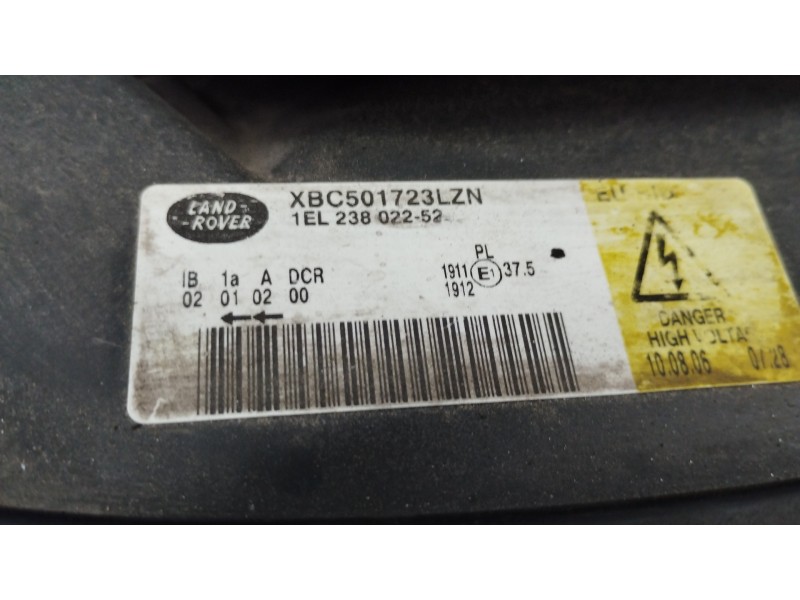 LAND-
ROVER
XBC501723LZN
1EL 238 022-52
IB 1a A DCR
02 01 02 00
PL
1911 E1 37.5
1912
DANGER
HIGH VOLTAGE
10.08.06